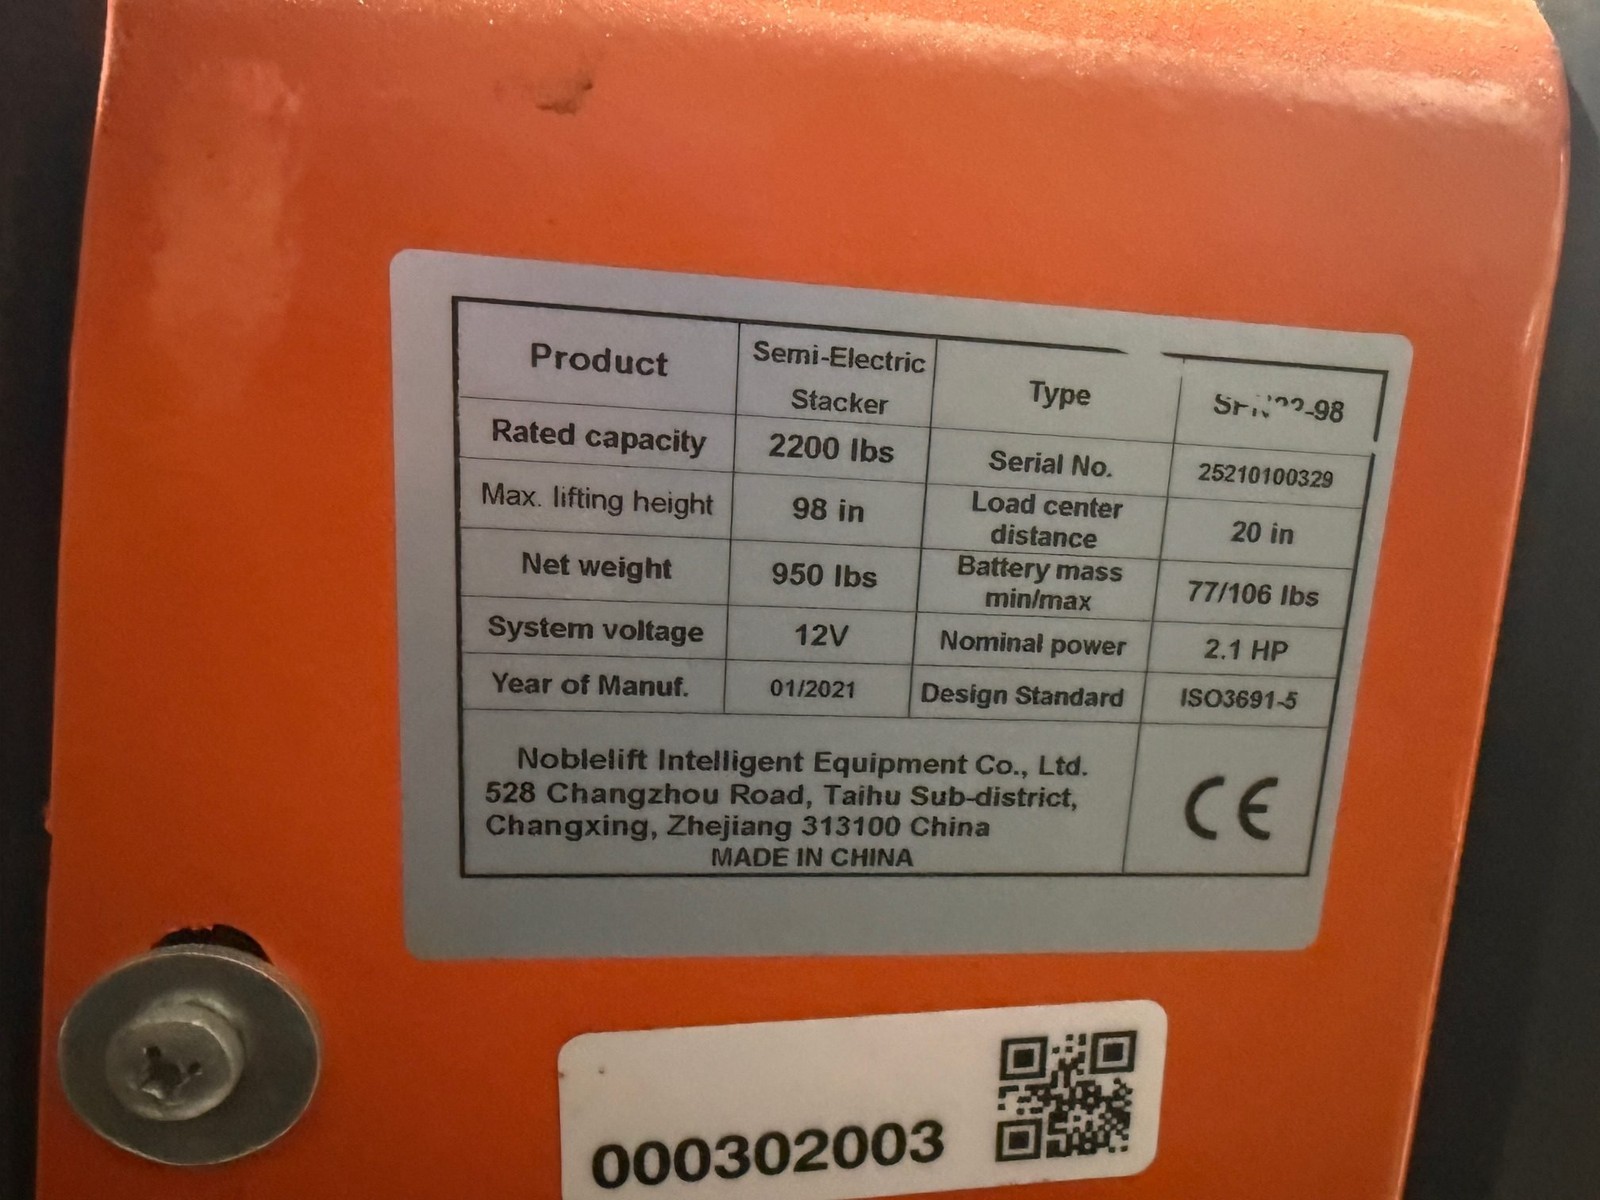 Product
Semi-Electric
Stacker
Type
Rated capacity
2200 lbs
Serial No.
25210100329
Max. lifting height
98 in
Load center
distance
20 in
Net weight
950 lbs
Battery mass
min/max
77/106 lbs
System voltage
12V
Nominal power
2.1 HP
Year of Manuf.
01/2021
Design Standard
ISO3691-5
Noblelift Intelligent Equipment Co., Ltd.
528 Changzhou Road, Taihu Sub-district,
Changxing, Zhejiang 313100 China
MADE IN CHINA
CE
000302003